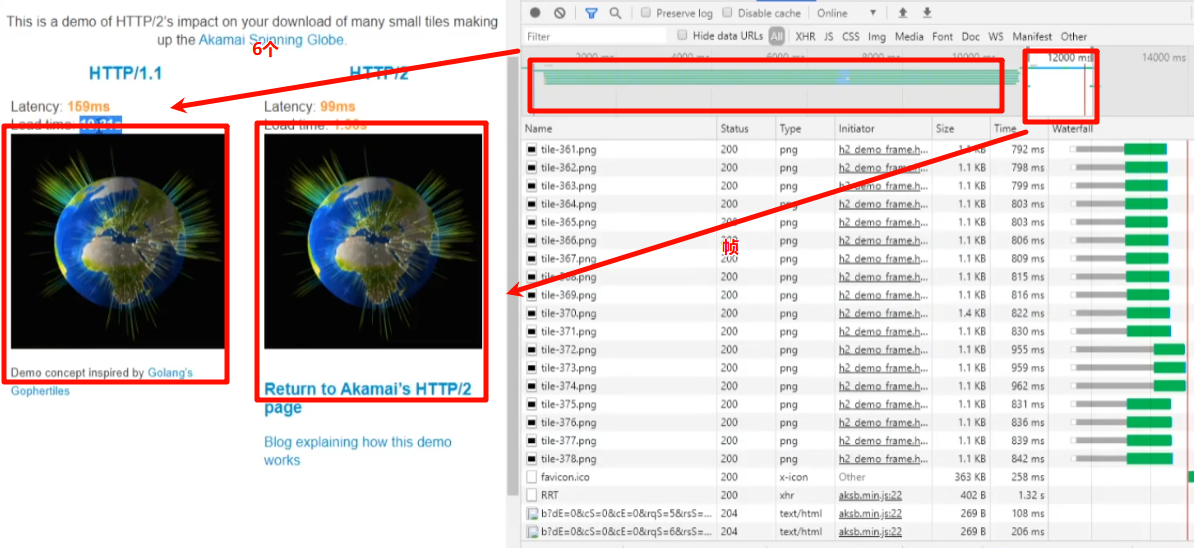 This is a demo of HTTP/2's impact on your download of many small tiles making
up the Akamai Spinning Globe.
6个
HTTP/1.1
HTTP/2
Latency: 159ms
Latency: 99ms
Load time:
Load time:
Demo concept inspired by Golang's
Gophertiles
Return to Akamai's HTTP/2
page
Blog explaining how this demo
works
Preserve log Disable cache Online
Filter Hide data URLs All XHR JS CSS Img Media Font Doc WS Manifest Other
2000 ms 4000 ms 6000 ms 10000 ms 12000 ms 14000 ms
Name Status Type Initiator Size Time Waterfall
tile-361.png 200 png h2_demo_frame.h... 1.1 KB 792 ms
tile-362.png 200 png h2_demo_frame.h... 1.1 KB 798 ms
tile-363.png 200 png h2_demo_frame.h... 1.1 KB 799 ms
tile-364.png 200 png h2_demo_frame.h... 1.1 KB 803 ms
tile-365.png 200 png h2_demo_frame.h... 1.1 KB 803 ms
tile-366.png 200 png h2_demo_frame.h... 1.1 KB 806 ms
帧
tile-367.png 200 png h2_demo_frame.h... 1.1 KB 809 ms
tile-368.png 200 png h2_demo_frame.h... 1.1 KB 815 ms
tile-369.png 200 png h2_demo_frame.h... 1.1 KB 816 ms
tile-370.png 200 png h2_demo_frame.h... 1.4 KB 822 ms
tile-371.png 200 png h2_demo_frame.h... 1.1 KB 830 ms
tile-372.png 200 png h2_demo_frame.h... 1.1 KB 955 ms
tile-373.png 200 png h2_demo_frame.h... 1.1 KB 959 ms
tile-374.png 200 png h2_demo_frame.h... 1.1 KB 962 ms
tile-375.png 200 png h2_demo_frame.h... 1.1 KB 831 ms
tile-376.png 200 png h2_demo_frame.h... 1.1 KB 836 ms
tile-377.png 200 png h2_demo_frame.h... 1.1 KB 839 ms
tile-378.png 200 png h2_demo_frame.h... 1.1 KB 842 ms
favicon.ico 200 x-icon Other 363 KB 258 ms
RRT 200 xhr aksb.min.js:22 402 B 1.32 s
b?dE=0&cS=0&cE=0&rqS=5&rsS=... 204 text/html aksb.min.js:22 269 B 108 ms
b?dE=0&cS=0&cE=0&rqS=6&rsS=... 204 text/html aksb.min.js:22 269 B 206 ms